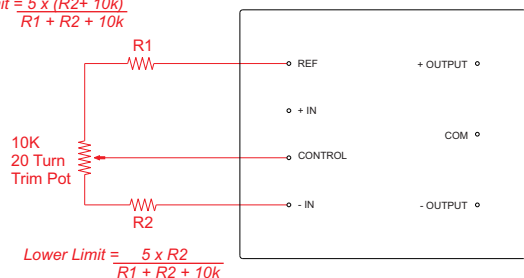 = 5 x (R2+ 10k)
R1 + R2 + 10k
R1
REF
+ OUTPUT
+ IN
COM
10K
20 Turn
Trim Pot
CONTROL
- IN
- OUTPUT
R2
Lower Limit = 5 x R2
R1 + R2 + 10k